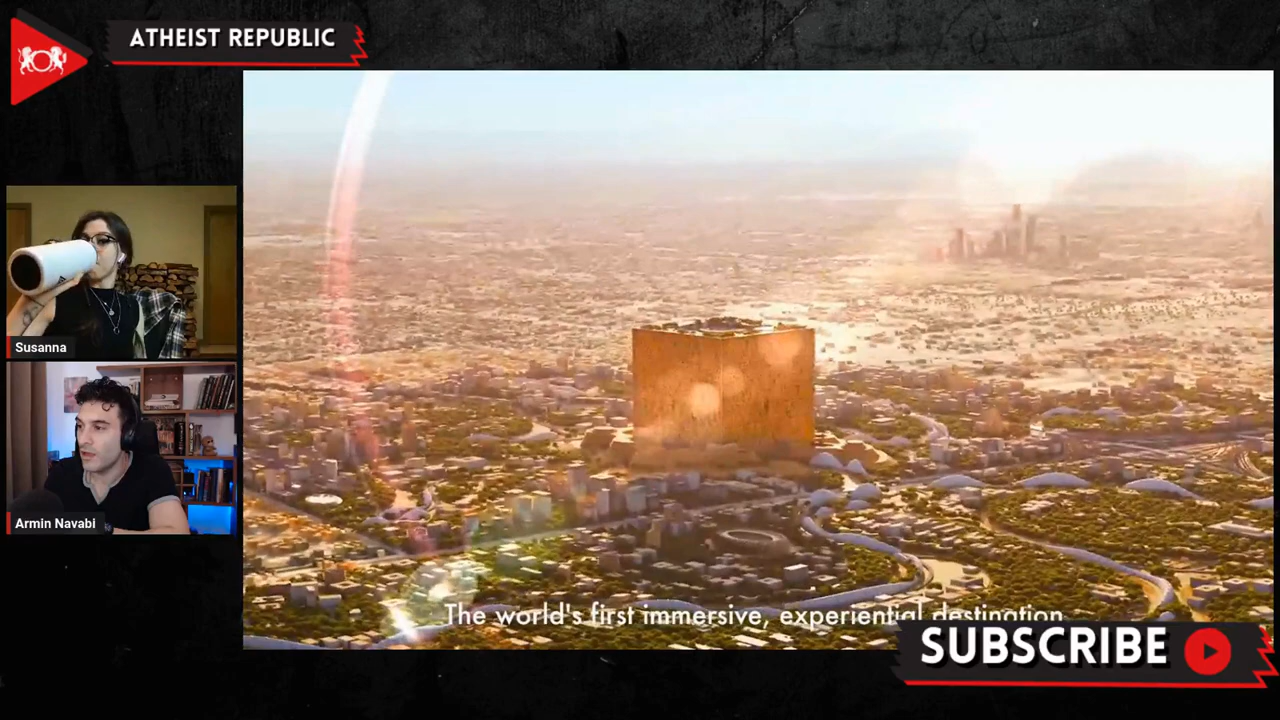 ATHEIST REPUBLIC
Susanna
Armin Navabi
The world's first immersive, experiential destination
SUBSCRIBE